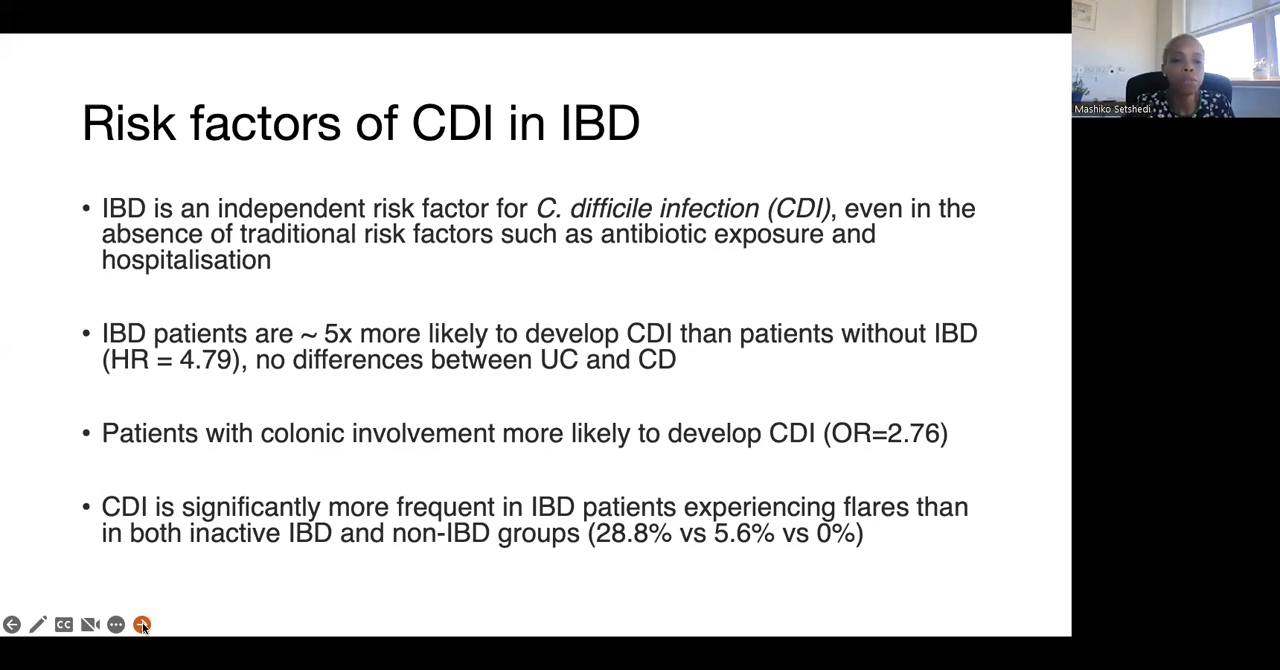 Risk factors of CDI in IBD
• IBD is an independent risk factor for C. difficile infection (CDI), even in the
absence of traditional risk factors such as antibiotic exposure and
hospitalisation
• IBD patients are ~ 5x more likely to develop CDI than patients without IBD
(HR = 4.79), no differences between UC and CD
• Patients with colonic involvement more likely to develop CDI (OR=2.76)
• CDI is significantly more frequent in IBD patients experiencing flares than
in both inactive IBD and non-IBD groups (28.8% vs 5.6% vs 0%)
CC
Mashiko Setshedi